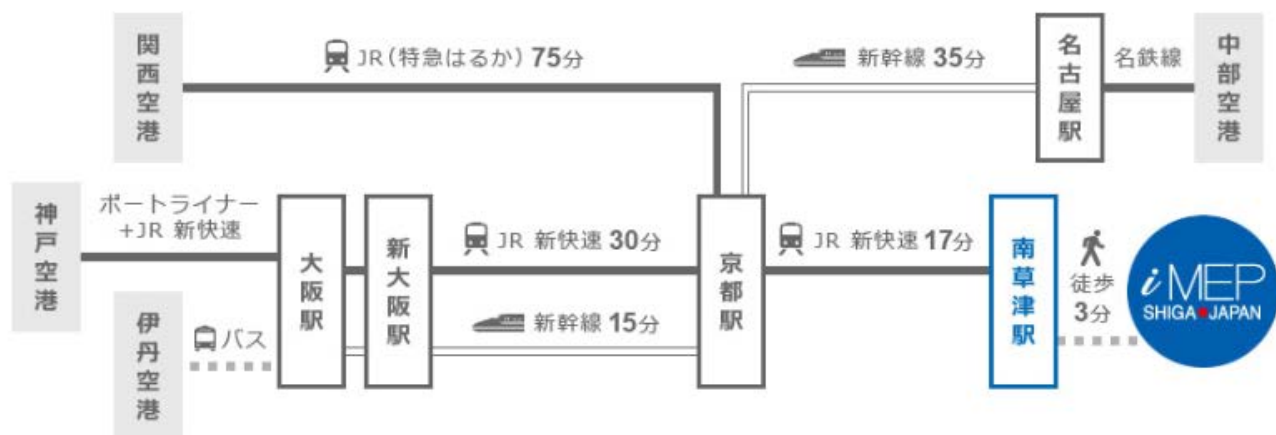 関西空港
JR(特急はるか) 75分
新幹線 35分
名古屋駅
名鉄線
中部空港
神戸空港
ポートライナー
+JR 新快速
大阪駅
新大阪駅
JR 新快速 30分
京都駅
JR 新快速 17分
南草津駅
徒歩
3分
iMEP
SHIGA●JAPAN
伊丹空港
バス
新幹線 15分